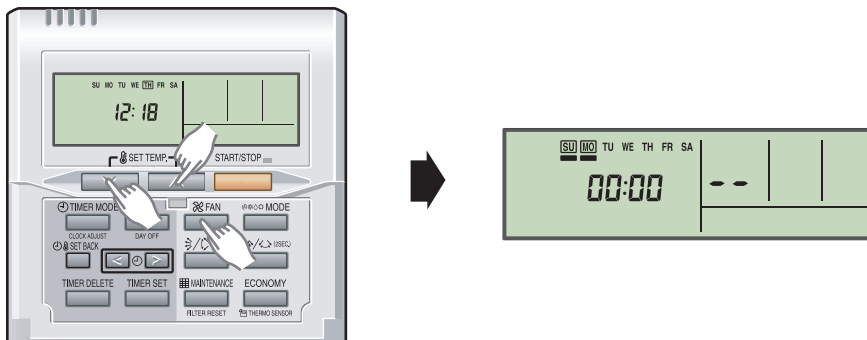 SU MO TU WE TH FR SA
12:18
SET TEMP.
START/STOP
TIMER MODE
FAN
MODE
CLOCK ADJUST
DAY OFF
SET BACK
(2SEC.)
TIMER DELETE
TIMER SET
MAINTENANCE
ECONOMY
FILTER RESET
THERMO SENSOR
SU MO TU WE TH FR SA
00:00
--